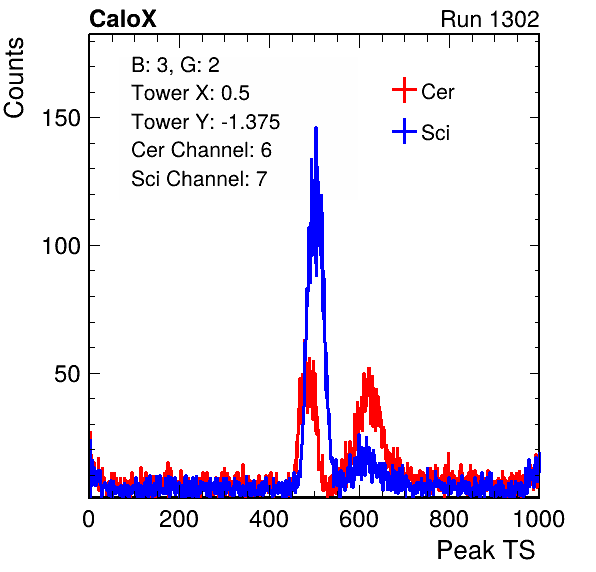 CaloX Run 1302
B: 3, G: 2
Tower X: 0.5
Tower Y: -1.375
Cer Channel: 6
Sci Channel: 7
Cer
Sci
Counts
150
100
50
0 200 400 600 800 1000
Peak TS